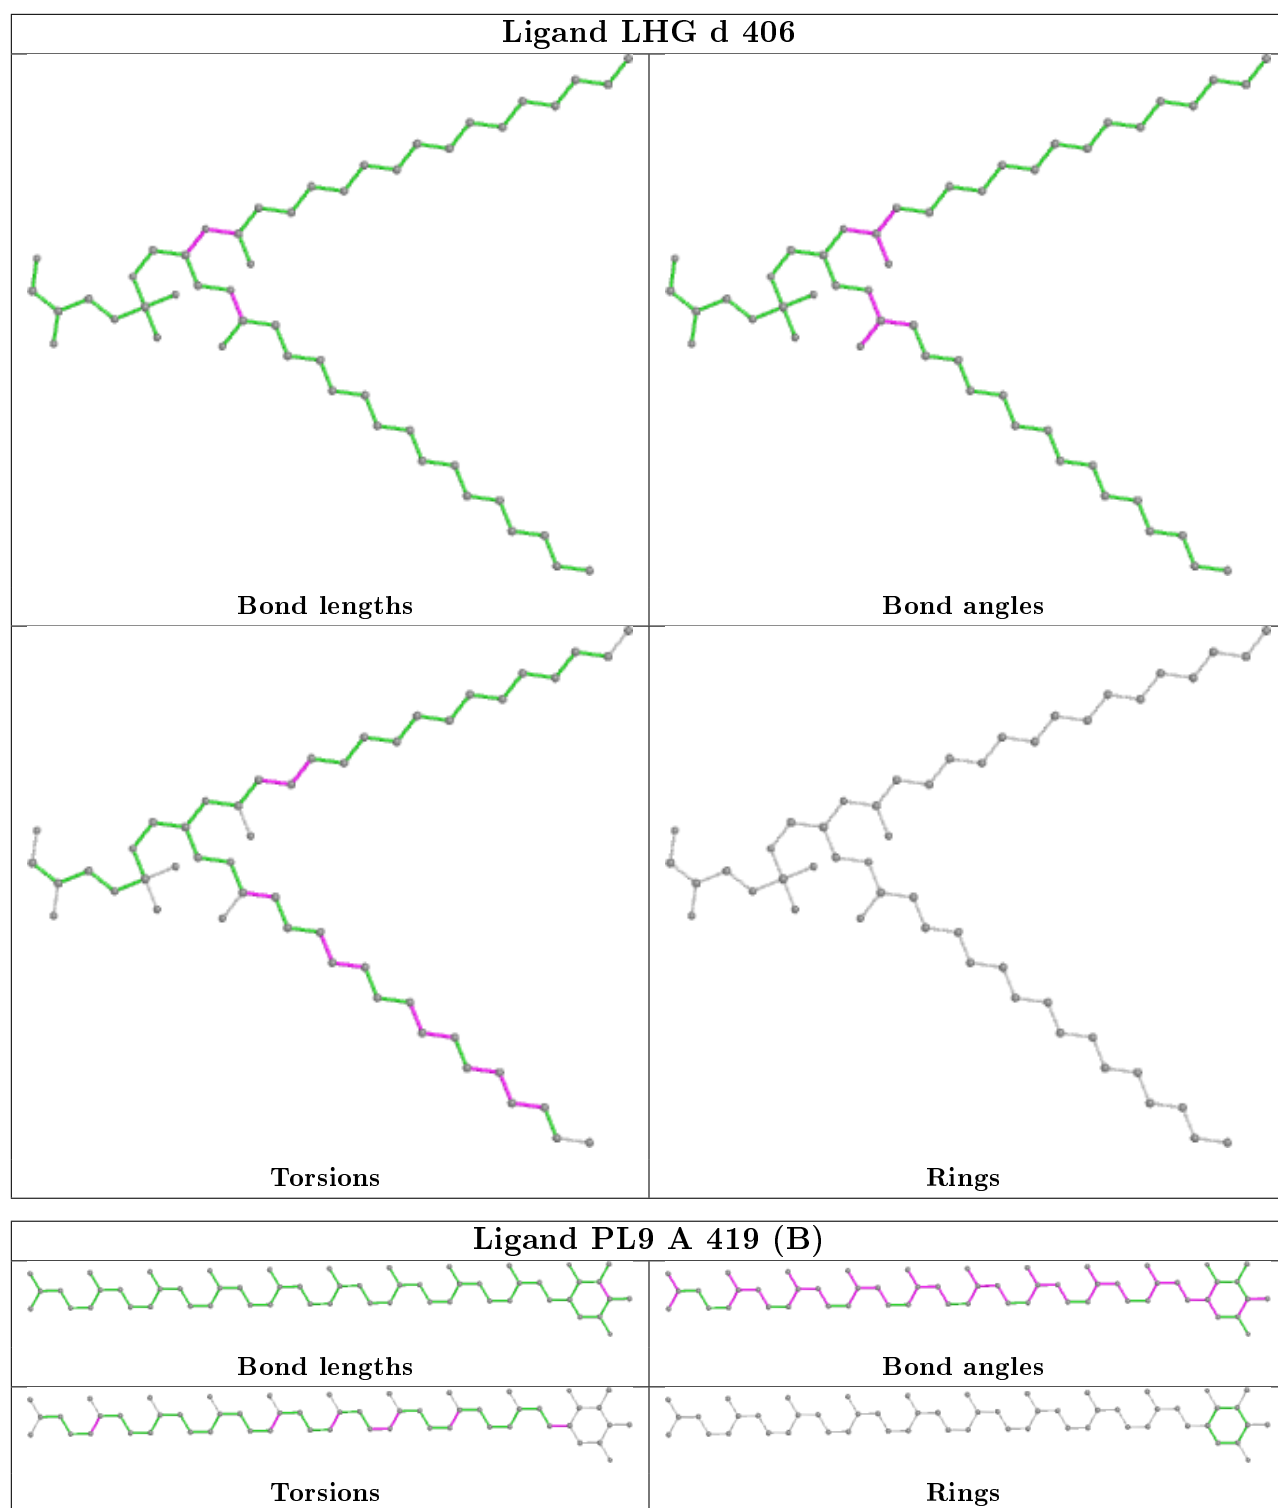 Ligand LHG d 406
Bond lengths
Bond angles
Torsions
Rings
Ligand PL9 A 419 (B)
Bond lengths
Bond angles
Torsions
Rings